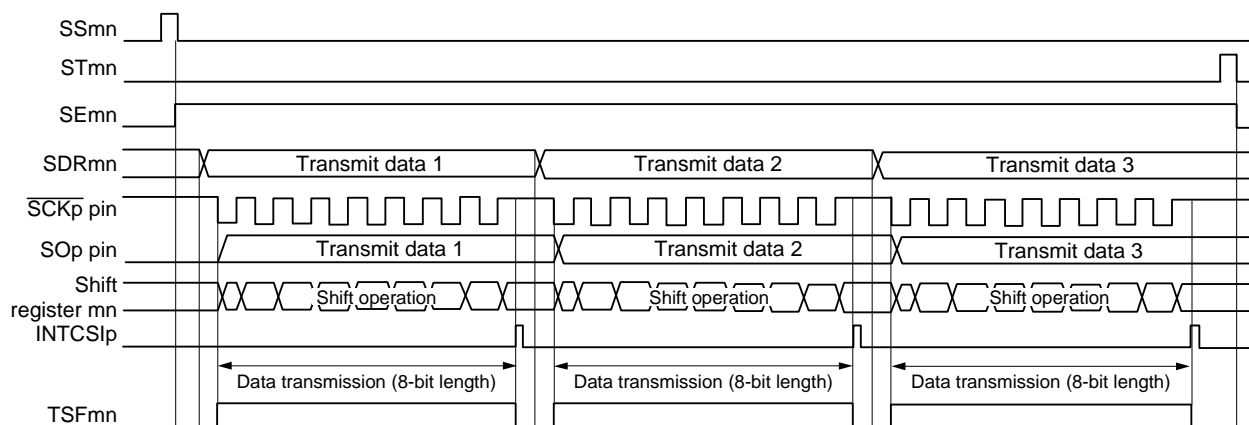 SSmn
STmn
SEmn
SDRmn Transmit data 1 Transmit data 2 Transmit data 3
SCKp pin
SOp pin Transmit data 1 Transmit data 2 Transmit data 3
Shift
register mn Shift operation Shift operation Shift operation
INTCSIp
Data transmission (8-bit length) Data transmission (8-bit length) Data transmission (8-bit length)
TSFmn